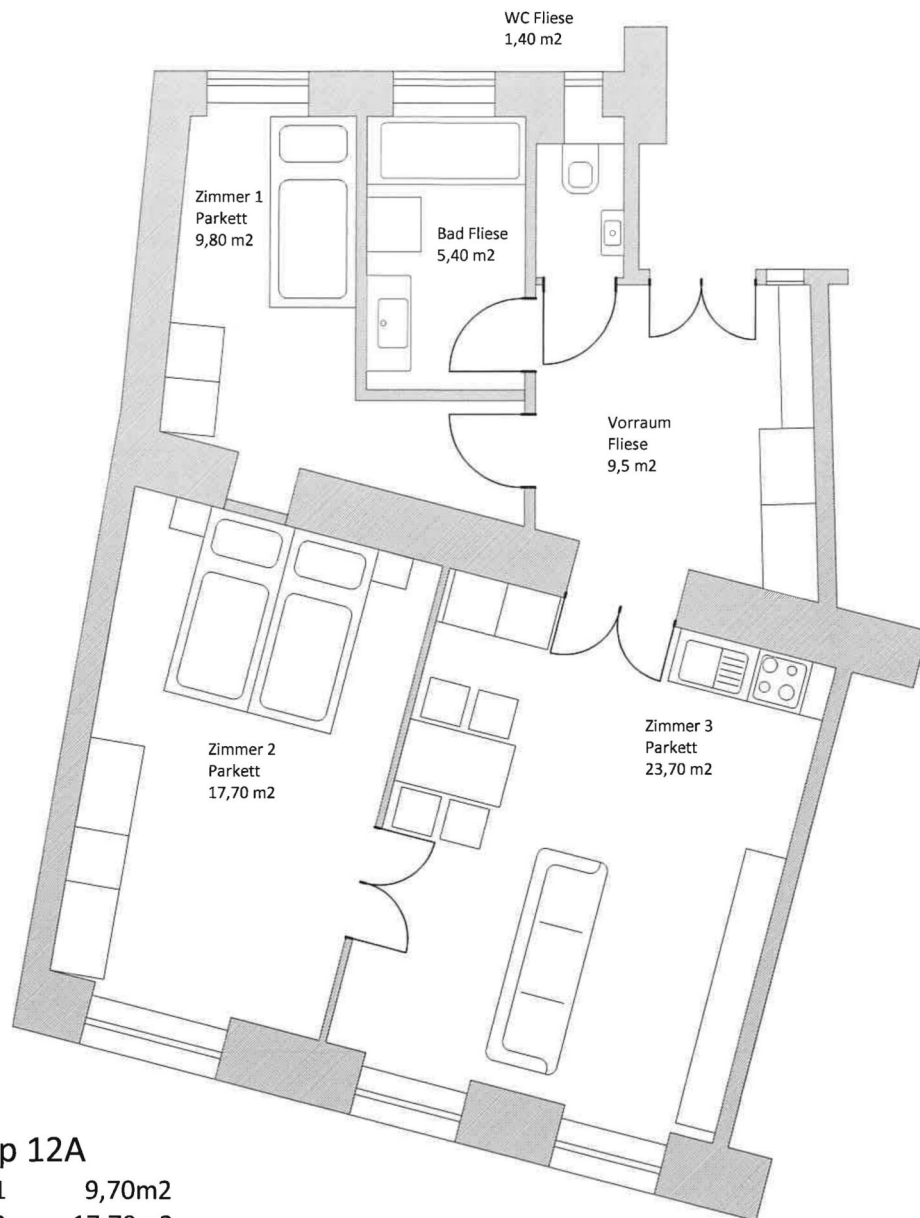 WC Fliese
1,40 m2
Zimmer 1
Parkett
9,80 m2
Bad Fliese
5,40 m2
Vorraum
Fliese
9,5 m2
Zimmer 3
Parkett
23,70 m2
Zimmer 2
Parkett
17,70 m2
p 12A
1 9,70m2